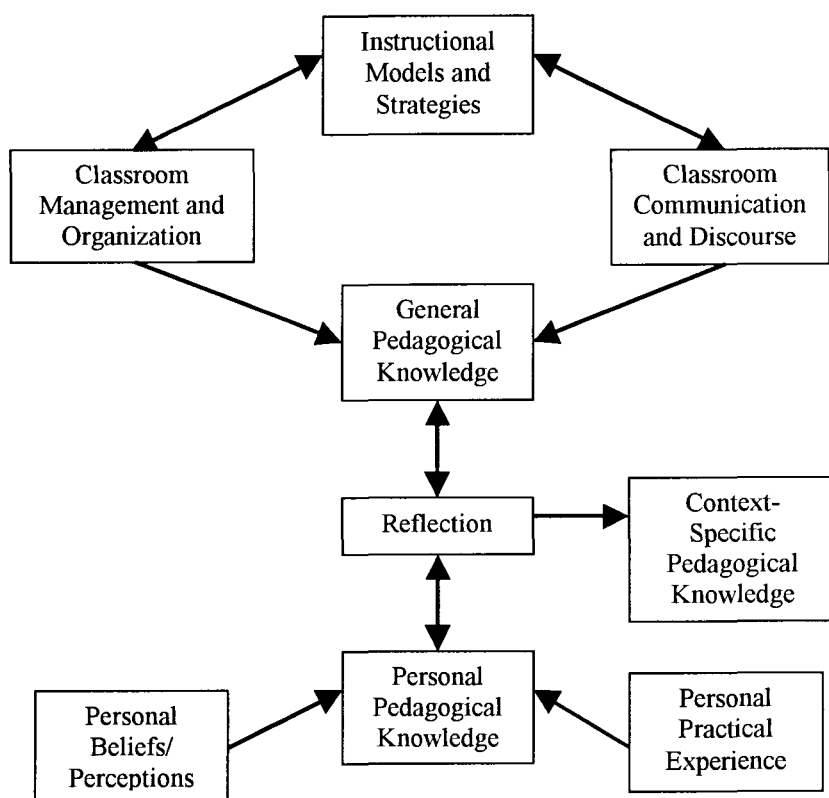 Instructional
Models and
Strategies
Classroom
Management and
Organization
Classroom
Communication
and Discourse
General
Pedagogical
Knowledge
Reflection
Context-
Specific
Pedagogical
Knowledge
Personal
Beliefs/
Perceptions
Personal
Pedagogical
Knowledge
Personal
Practical
Experience